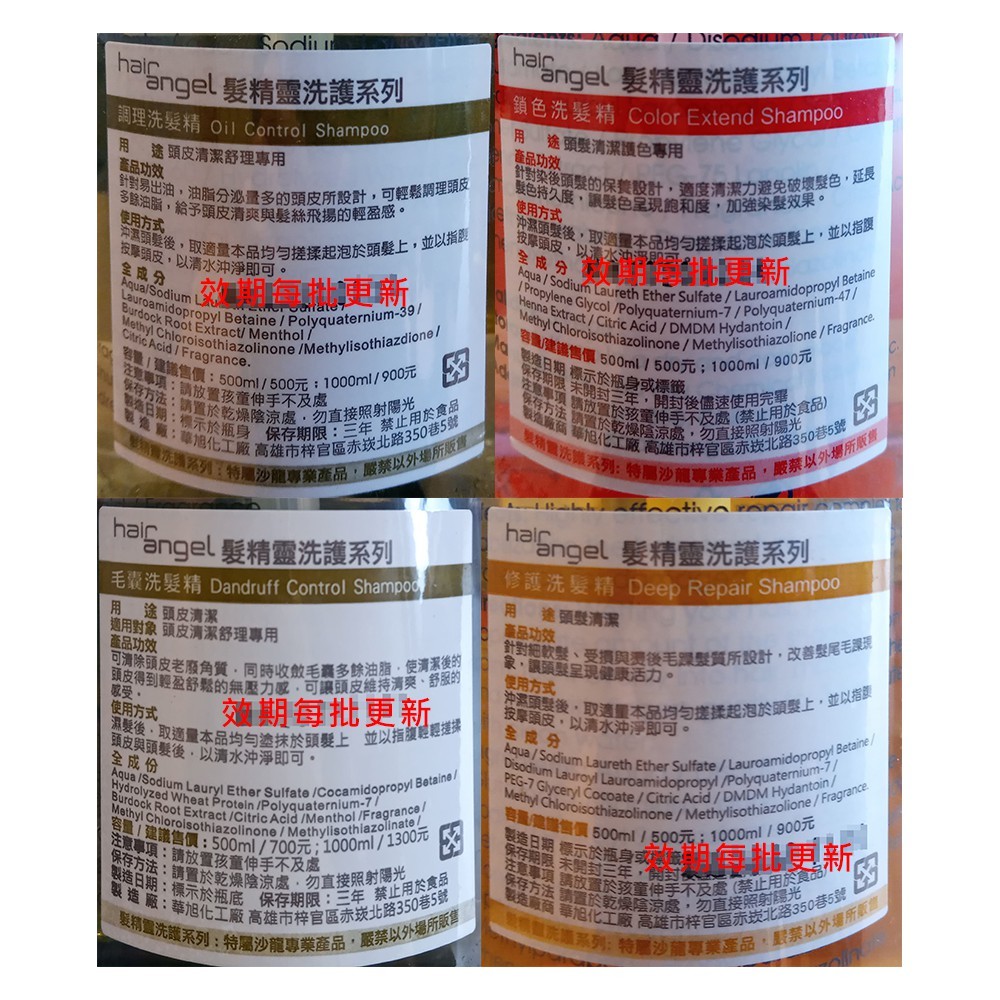 Sodiu
hair
angel 髮精靈洗護系列
調理洗髮精 Oil Control Shampoo
用 途 頭皮清潔舒理專用
產品功效
針對易出油,油脂分泌量多的頭皮所設計,可輕鬆調理頭皮
多餘油脂,給予頭皮清爽與髮絲飛揚的輕盈感。
使用方式
沖濕頭髮後,取適量本品均勻搓揉起泡於頭髮上,並以指腹
按摩頭皮,以清水沖淨即可。
全成分
效期每批更新
Aqua/Sodium Ether Sulfate /
Lauroamidopropyl Betaine / Polyquaternium-39 /
Burdock Root Extract/ Menthol /
Methyl Chloroisothiazolinone /Methylisothiazdione /
Citric Acid / Fragrance.
容量 / 建議售價:500ml / 500元;1000ml / 900元
注意事項:請放置孩童伸手不及處
保存方法:請置於乾燥陰涼處,勿直接照射陽光
製造日期:標示於瓶身 保存期限:三年 禁止用於食品
製 造 廠:華旭化工廠 高雄市梓官區赤崁北路350巷5號
髮精靈洗護系列:特屬沙龍專業產品,嚴禁以外場所販售
hair
angel 髮精靈洗護系列
鎖色洗髮精 Color Extend Shampoo
用 途 頭髮清潔護色專用
產品功效
針對染後頭髮的保養設計,適度清潔力避免破壞髮色,延長
髮色持久度,讓髮色呈現飽和度,加強染髮效果。
使用方式
沖濕頭髮後,取適量本品均勻搓揉起泡於頭髮上,並以指腹
按摩頭皮,以清水沖淨即可。
全成分
效期每批更新
Aqua / Sodium Laureth Ether Sulfate / Lauroamidopropyl Betaine
/ Propylene Glycol /Polyquaternium-7 / Polyquaternium-47 /
Henna Extract / Citric Acid / DMDM Hydantoin /
Methyl Chloroisothiazolinone / Methylisothiazolione / Fragrance.
容量/建議售價 500ml / 500元;1000ml / 900元
製造日期 標示於瓶身或標籤
保存期限 未開封三年,開封後儘速使用完畢
注意事項 請放置於孩童伸手不及處 (禁止用於食品)
保存方法 請置於乾燥陰涼處,勿直接照射陽光
製造廠商 華旭化工廠 高雄市梓官區赤崁北路350巷5號
髮精靈洗護系列:特屬沙龍專業產品,嚴禁以外場所販售
hair
angel 髮精靈洗護系列
毛囊洗髮精 Dandruff Control Shampoo
用 途 頭皮清潔
適用對象 頭皮清潔舒理專用
產品功效
可清除頭皮老廢角質,同時收斂毛囊多餘油脂,使清潔後的
頭皮得到輕盈舒鬆的無壓力感,可讓頭皮維持清爽、舒服的
感受。
效期每批更新
使用方式
濕髮後,取適量本品均勻塗抹於頭髮上 並以指腹輕輕搓揉
頭皮與頭髮後,以清水沖淨即可。
全成份
Aqua /Sodium Lauryl Ether Sulfate /Cocamidopropyl Betaine /
Hydrolyzed Wheat Protein /Polyquaternium-7 /
Burdock Root Extract /Citric Acid /Menthol /Fragrance /
Methyl Chloroisothiazolinone / Methylisothiazolinate /
容量 / 建議售價:500ml / 700元;1000ml / 1300元
注意事項:請放置孩童伸手不及處
保存方法:請置於乾燥陰涼處,勿直接照射陽光
製造日期:標示於瓶底 保存期限:三年 禁止用於食品
製 造 廠:華旭化工廠 高雄市梓官區赤崁北路350巷5號
髮精靈洗護系列:特屬沙龍專業產品,嚴禁以外場所販售
hair
angel 髮精靈洗護系列
修護洗髮精 Deep Repair Shampoo
用 途 頭髮清潔
產品功效
針對細軟髮、受損與燙後毛躁髮質所設計,改善髮尾毛躁現
象,讓頭髮呈現健康活力。
使用方式
沖濕頭髮後,取適量本品均勻搓揉起泡於頭髮上,並以指腹
按摩頭皮,以清水沖淨即可。
全成分
Aqua / Sodium Laureth Ether Sulfate / Lauroamidopropyl Betaine /
Disodium Lauroyl Lauroamidopropyl /Polyquaternium-7 /
PEG-7 Glyceryl Cocoate / Citric Acid / DMDM Hydantoin /
Methyl Chloroisothiazolinone / Methylisothiazolione / Fragrance.
容量/建議售價 500ml / 500元;1000ml / 900元
製造日期 標示於瓶身或
效期每批更新
保存期限 未開封三年,
注意事項 請放置於孩童伸手不及處 (禁止用於食品)
保存方法 請置於乾燥陰涼處,勿直接照射陽光
製造廠商 華旭化工廠 高雄市梓官區赤崁北路350巷5號
髮精靈洗護系列:特屬沙龍專業產品,嚴禁以外場所販售